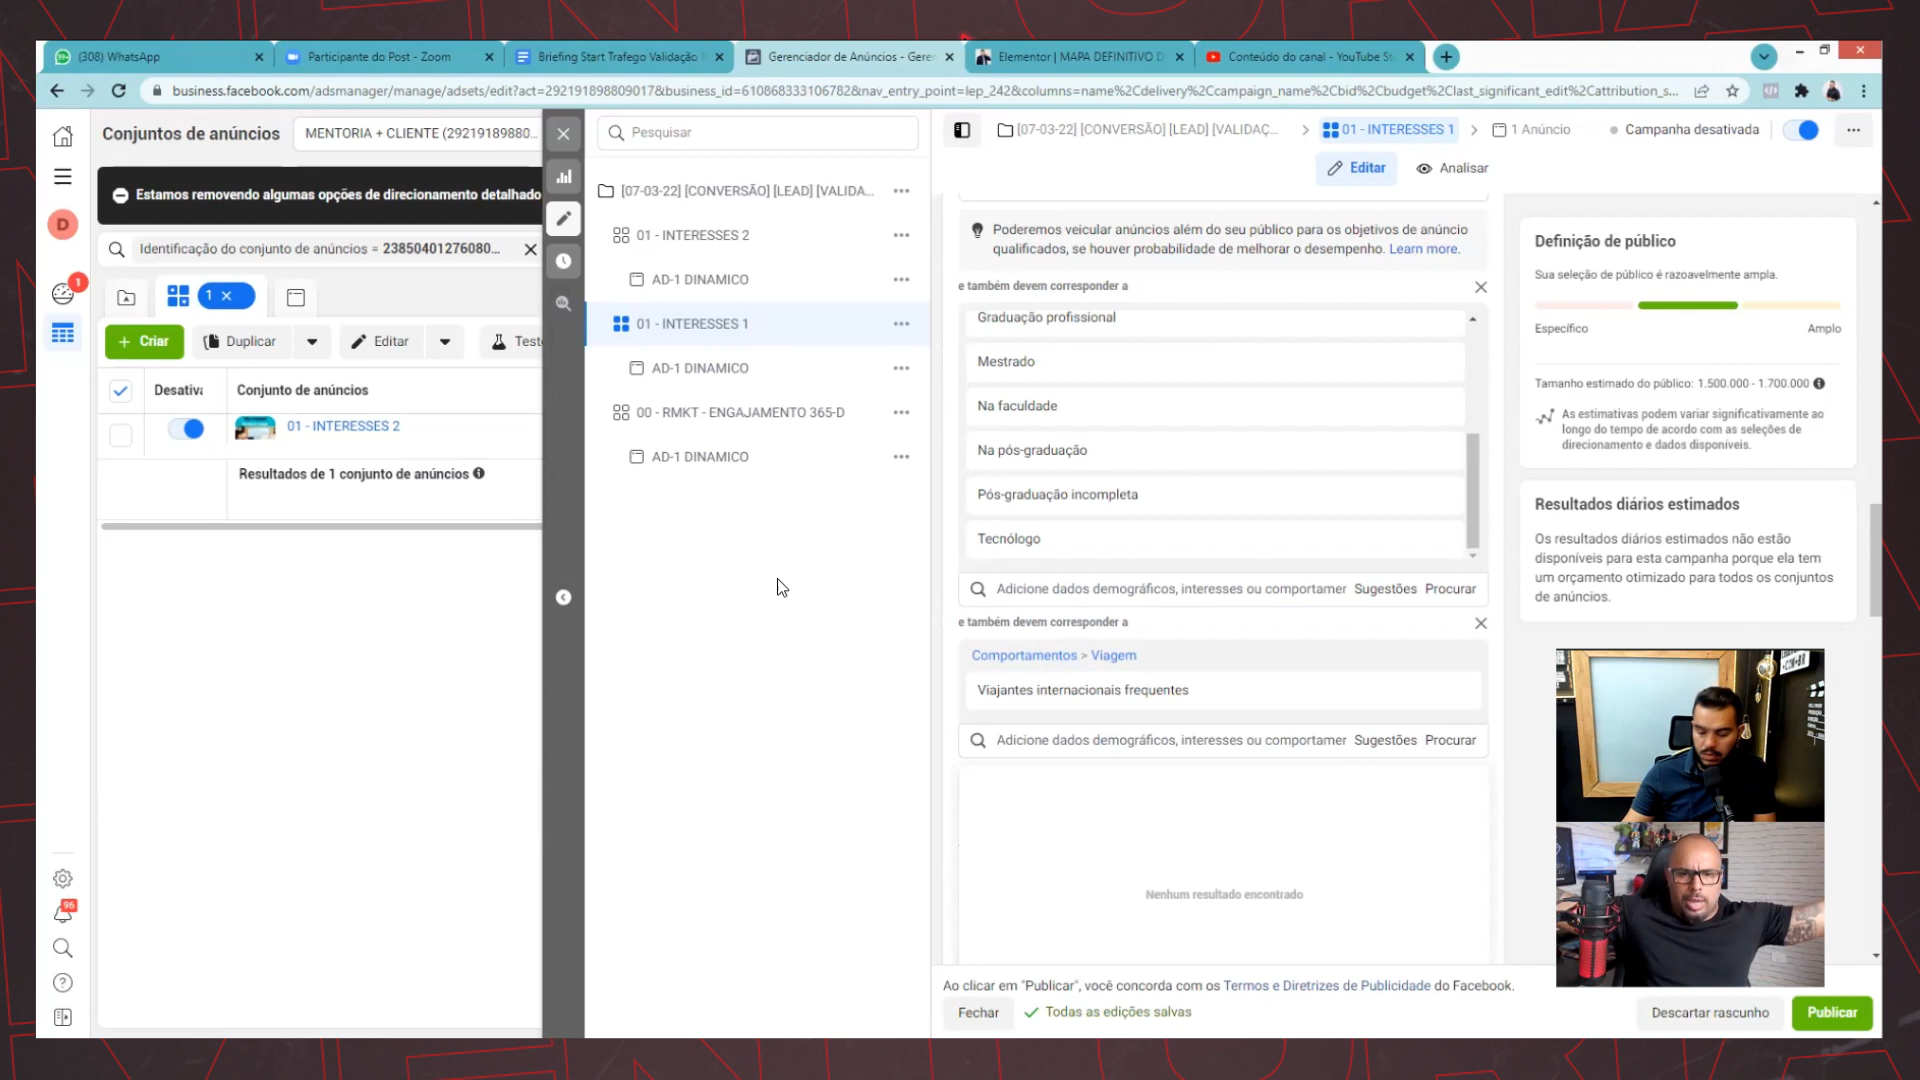 (308) WhatsApp
Participante do Post - Zoom
Briefing Start Trafego Validação
Gerenciador de Anúncios - Geren
Elementor | MAPA DEFINITIVO D
Conteúdo do canal - YouTube St
business.facebook.com/adsmanager/manage/adsets/edit?act=292191898809017&business_id=610868333106782&nav_entry_point=lep_242&columns=name%2Cdelivery%2Ccampaign_name%2Cbid%2Cbudget%2Clast_significant_edit%2Cattribution_s...
Conjuntos de anúncios
MENTORIA + CLIENTE (29219189880...
Estamos removendo algumas opções de direcionamento detalhado
Identificação do conjunto de anúncios = 23850401276080...
1
1
Criar
Duplicar
Editar
Teste
Desativa
Conjunto de anúncios
01 - INTERESSES 2
Resultados de 1 conjunto de anúncios
D
96
Pesquisar
[07-03-22] [CONVERSÃO] [LEAD] [VALIDA...
01 - INTERESSES 2
AD-1 DINAMICO
01 - INTERESSES 1
AD-1 DINAMICO
00 - RMKT - ENGAJAMENTO 365-D
AD-1 DINAMICO
[07-03-22] [CONVERSÃO] [LEAD] [VALIDAÇ...
01 - INTERESSES 1
1 Anúncio
Campanha desativada
Editar
Analisar
Poderemos veicular anúncios além do seu público para os objetivos de anúncio
qualificados, se houver probabilidade de melhorar o desempenho. Learn more.
e também devem corresponder a
Graduação profissional
Mestrado
Na faculdade
Na pós-graduação
Pós-graduação incompleta
Tecnólogo
Adicione dados demográficos, interesses ou comportamer Sugestões Procurar
e também devem corresponder a
Comportamentos > Viagem
Viajantes internacionais frequentes
Adicione dados demográficos, interesses ou comportamer Sugestões Procurar
Nenhum resultado encontrado
Definição de público
Sua seleção de público é razoavelmente ampla.
Específico
Amplo
Tamanho estimado do público: 1.500.000 - 1.700.000
As estimativas podem variar significativamente ao
longo do tempo de acordo com as seleções de
direcionamento e dados disponíveis.
Resultados diários estimados
Os resultados diários estimados não estão
disponíveis para esta campanha porque ela tem
um orçamento otimizado para todos os conjuntos
de anúncios.
Ao clicar em "Publicar", você concorda com os Termos e Diretrizes de Publicidade do Facebook.
Fechar
Todas as edições salvas
Descartar rascunho
Publicar